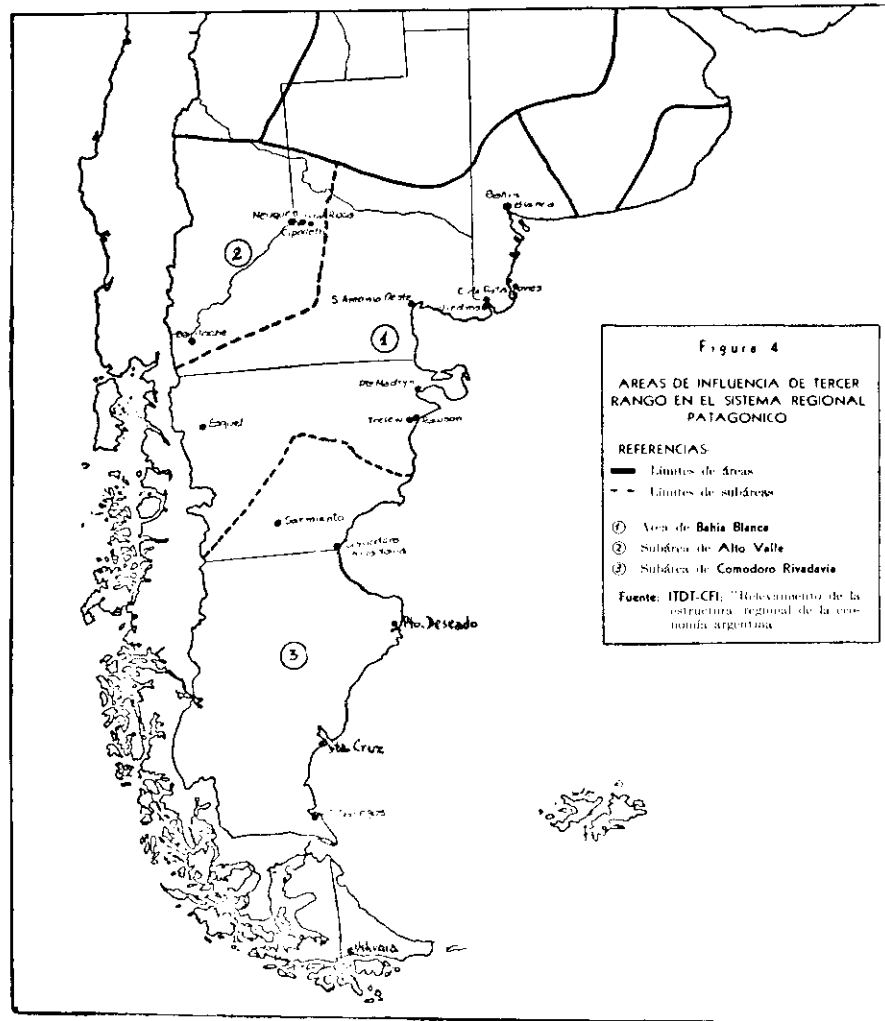 Bahía
Blanca
Neuquén Roca
Cipolletti
2
S. Antonio Oeste
C. de Patagones
Viedma
1
Bariloche
Pto Madryn
Esquel
Trelew Rawson
Sarmiento
Comodoro
Rivadavia
Pto. Deseado
3
Sta. Cruz
Ushuaia
Figura 4
AREAS DE INFLUENCIA DE TERCER
RANGO EN EL SISTEMA REGIONAL
PATAGONICO
REFERENCIAS
Límites de áreas
Límites de subáreas
1 Area de Bahía Blanca
2 Subárea de Alto Valle
3 Subárea de Comodoro Rivadavia
Fuente: ITDT-CFI; "Relevamiento de la
estructura regional de la eco-
nomía argentina